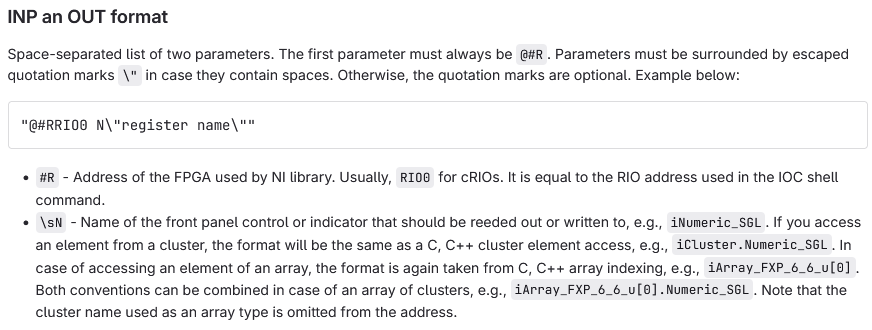 INP an OUT format
Space-separated list of two parameters. The first parameter must always be @#R. Parameters must be surrounded by escaped
quotation marks \" in case they contain spaces. Otherwise, the quotation marks are optional. Example below:
"@#RRIO0 N\"register name\""
• #R - Address of the FPGA used by NI library. Usually, RIO0 for cRIOs. It is equal to the RIO address used in the IOC shell
command.
• \sN - Name of the front panel control or indicator that should be reeded out or written to, e.g., iNumeric_SGL. If you access
an element from a cluster, the format will be the same as a C, C++ cluster element access, e.g., iCluster.Numeric_SGL. In
case of accessing an element of an array, the format is again taken from C, C++ array indexing, e.g., iArray_FXP_6_6_u[0].
Both conventions can be combined in case of an array of clusters, e.g., iArray_FXP_6_6_u[0].Numeric_SGL. Note that the
cluster name used as an array type is omitted from the address.